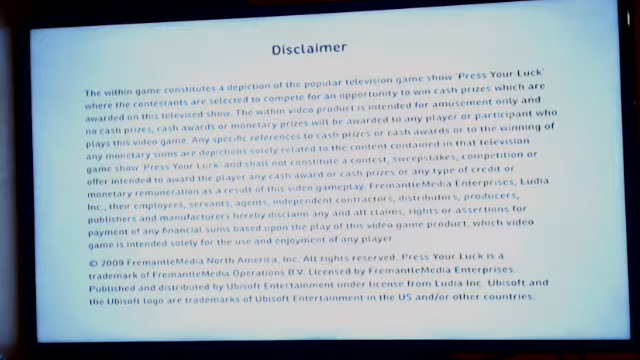 Disclaimer
The within game constitutes a depiction of the popular television game show 'Press Your Luck'
where the contestants are selected to compete for an opportunity to win cash prizes which are
awarded on this televised show. The within video product is intended for amusement only and
no cash prizes, cash awards or monetary prizes will be awarded to any player or participant who
plays this video game. Any specific references to cash prizes or cash awards or to the winning of
any monetary sums are depictions solely related to the content contained in that television
game show 'Press Your Luck' and shall not constitute a contest, sweepstakes, competition or
offer intended to award the player any cash award or cash prizes or any type of credit or
monetary remuneration as a result of this video gameplay. FremantleMedia Enterprises, Ludia
Inc., their employees, servants, agents, independent contractors, distributors, producers,
publishers and manufacturers hereby disclaim any and all claims, rights or assertions for
payment of any financial sums based upon the play of this video game product, which video
game is intended solely for the use and enjoyment of any player
© 2009 FremantleMedia North America, Inc. All rights reserved. Press Your Luck is a
trademark of FremantleMedia Operations B.V. Licensed by FremantleMedia Enterprises.
Published and distributed by Ubisoft Entertainment under license from Ludia Inc. Ubisoft and
the Ubisoft logo are trademarks of Ubisoft Entertainment in the US and/or other countries.